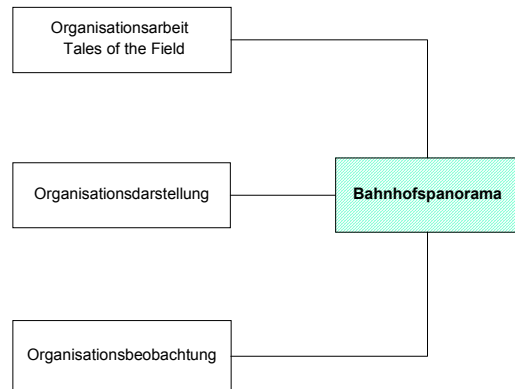 Organisationsarbeit
Tales of the Field
Organisationsdarstellung
Bahnhofspanorama
Organisationsbeobachtung